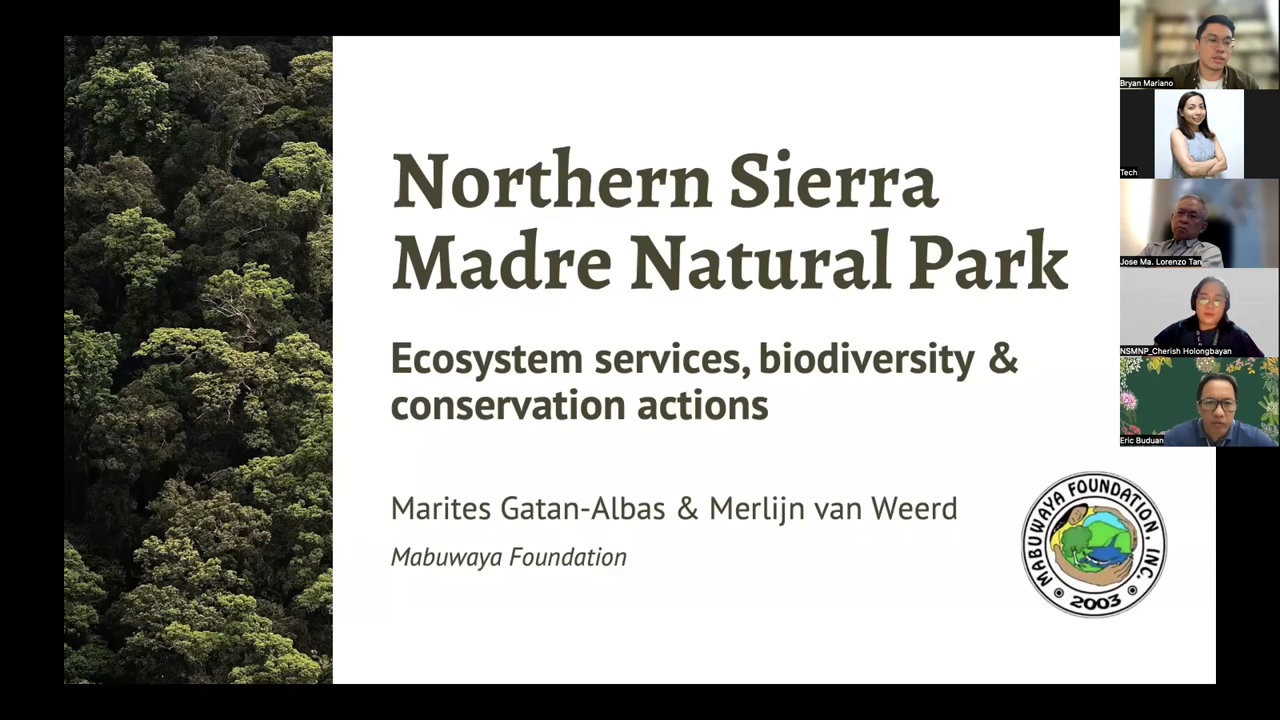 Northern Sierra
Madre Natural Park
Ecosystem services, biodiversity &
conservation actions
Marites Gatan-Albas & Merlijn van Weerd
Mabuwaya Foundation
MABUWAYA FOUNDATION, INC.
2003
Bryan Mariano
Tech
Jose Ma. Lorenzo Tan
NSMNP_Cherish Holongbayan
Eric Buduan